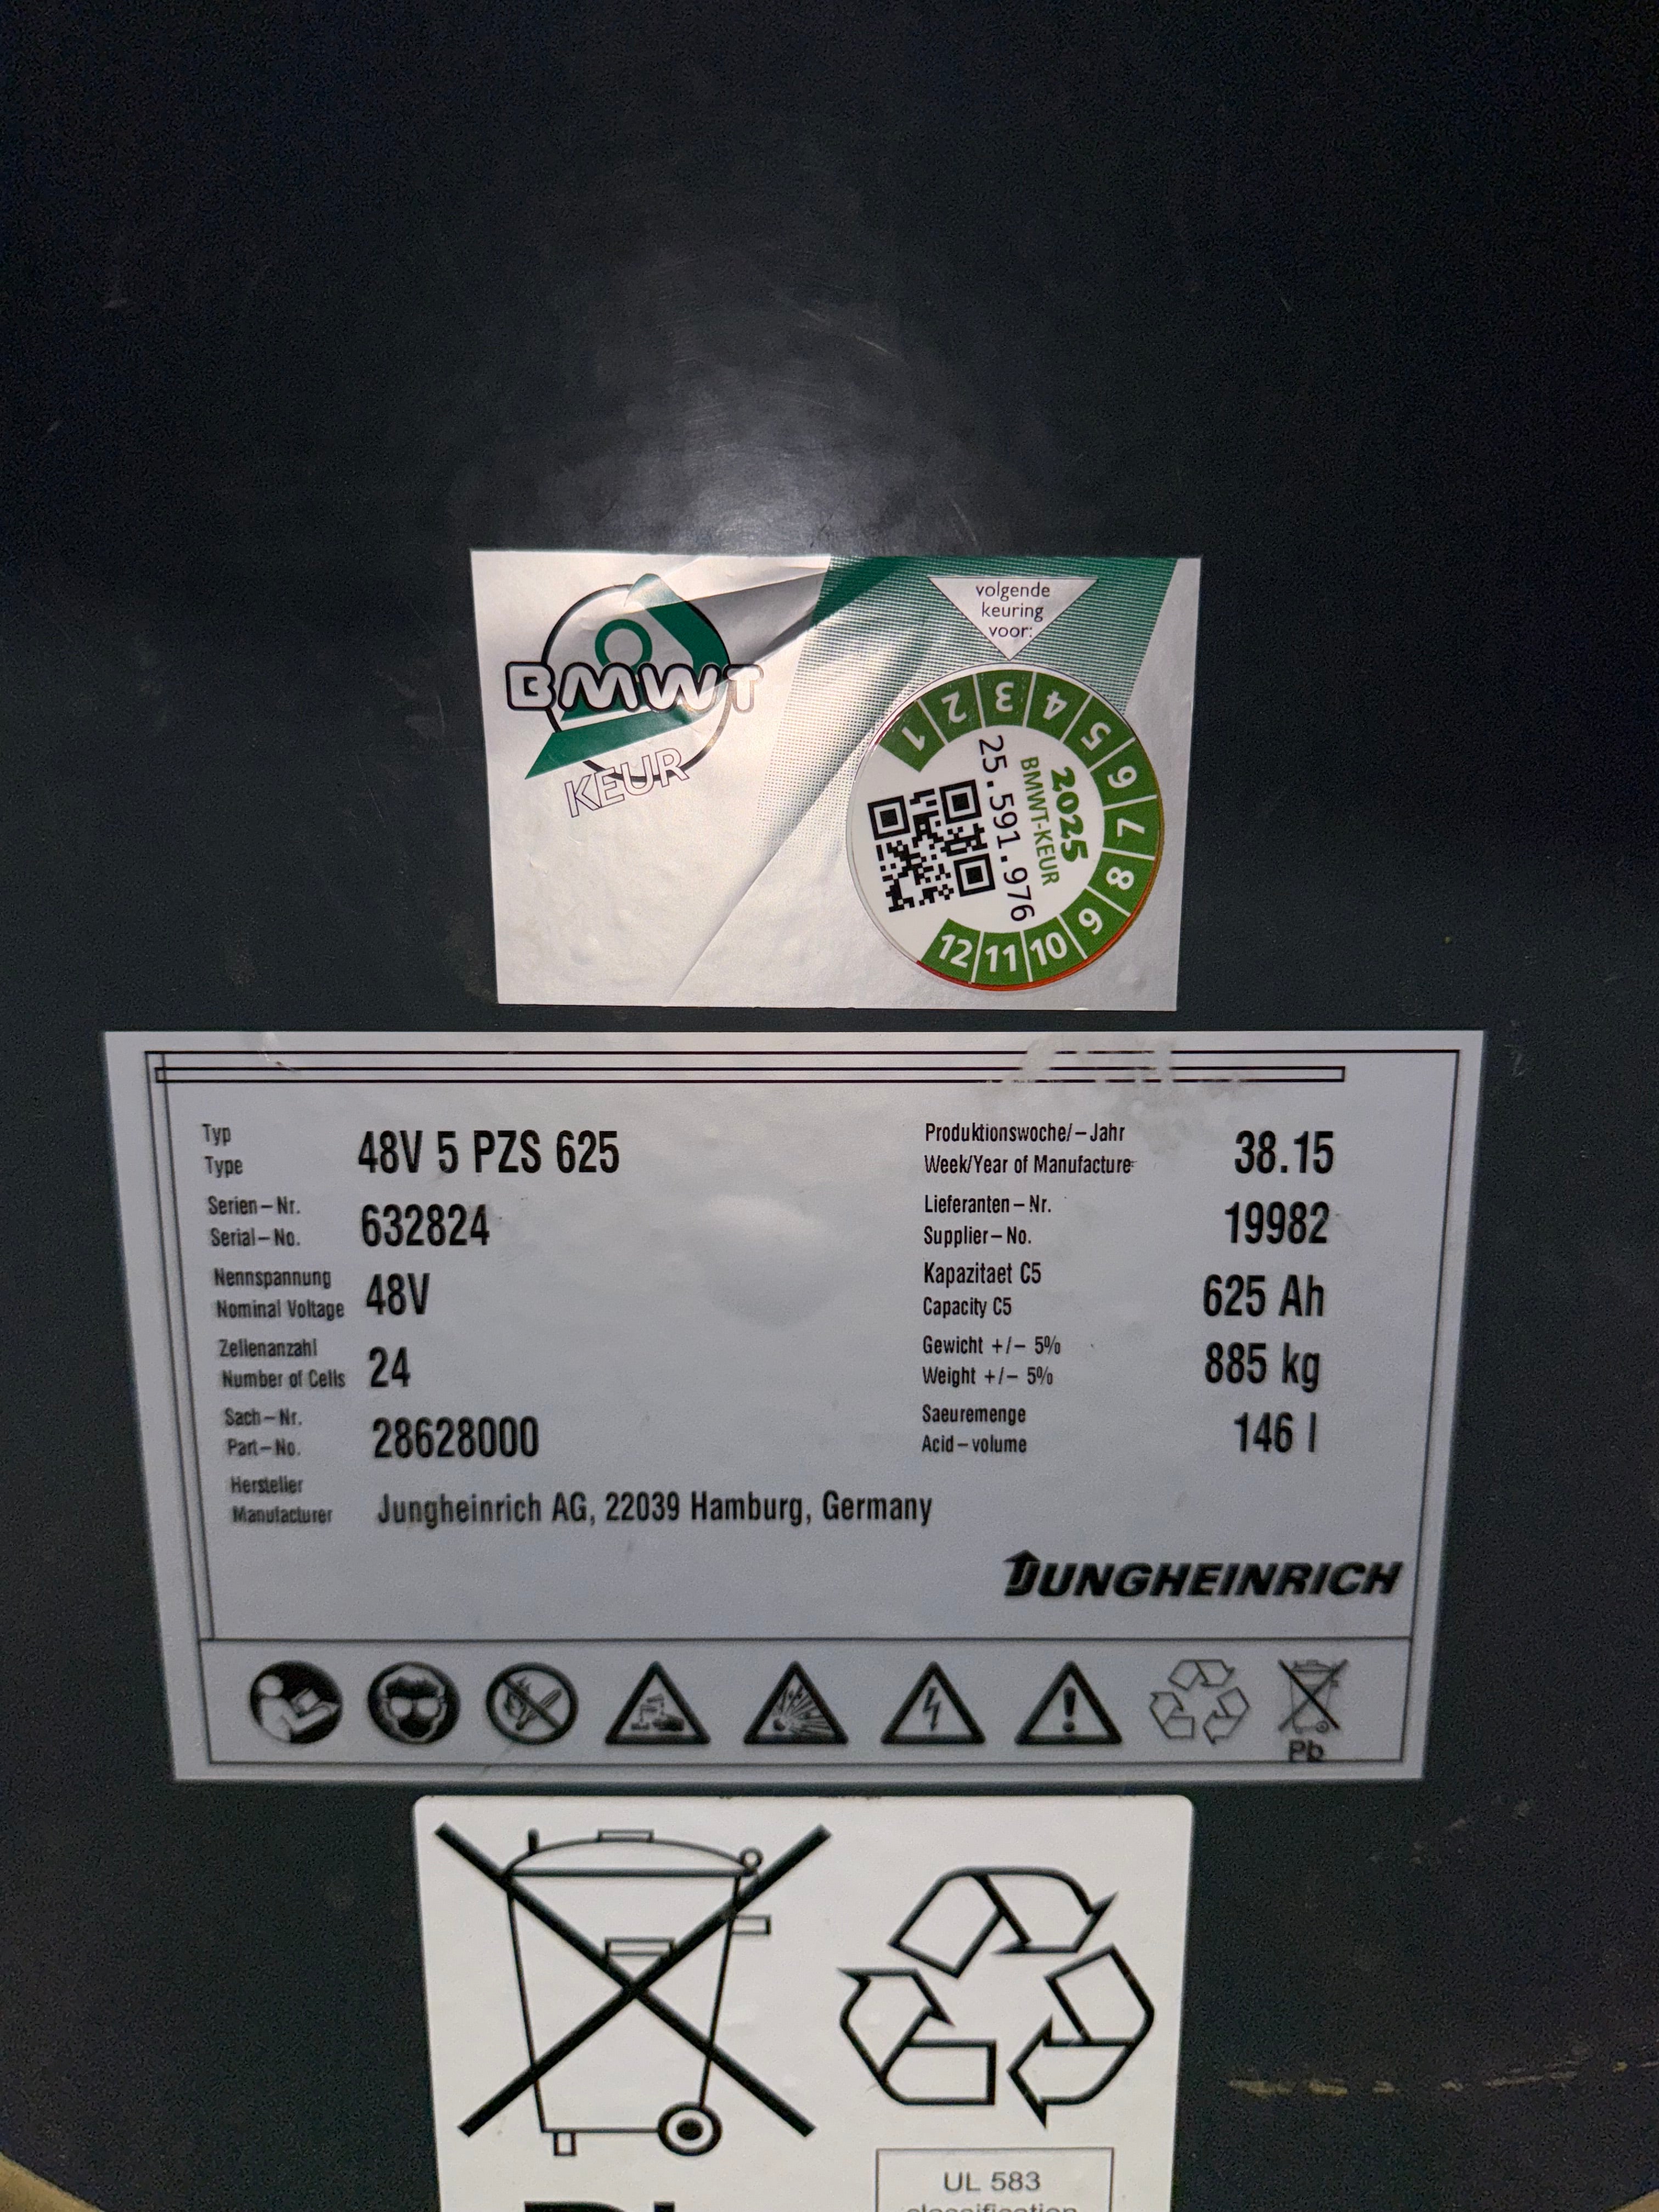 BMWT
KEUR
volgende
keuring
voor:
1 2 3 4 5 6 7 8 9 10 11 12
2025
BMWT-KEUR
25.591.976
Typ
Type
48V 5 PZS 625
Produktionswoche/-Jahr
Week/Year of Manufacture
38.15
Serien-Nr.
Serial-No.
632824
Lieferanten-Nr.
Supplier-No.
19982
Nennspannung
Nominal Voltage
48V
Kapazitaet C5
Capacity C5
625 Ah
Zellenanzahl
Number of Cells
24
Gewicht +/- 5%
Weight +/- 5%
885 kg
Sach-Nr.
Part-No.
28628000
Saeuremenge
Acid-volume
146 l
Hersteller
Manufacturer
Jungheinrich AG, 22039 Hamburg, Germany
JUNGHEINRICH
Pb
UL 583